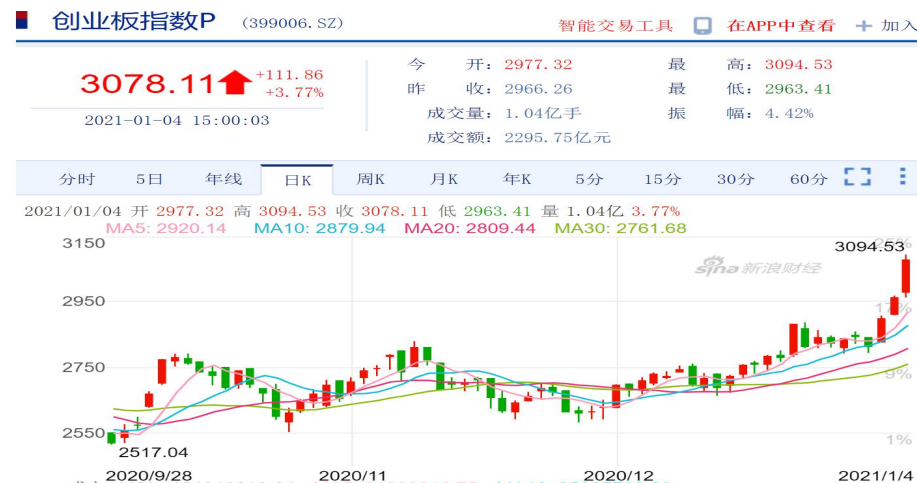 创业板指数P (399006.SZ) 智能交易工具 在APP中查看 加入
3078.11 +111.86 +3.77%
2021-01-04 15:00:03
今 开: 2977.32 最 高: 3094.53
昨 收: 2966.26 最 低: 2963.41
成交量: 1.04亿手 振 幅: 4.42%
成交额: 2295.75亿元
分时 5日 年线 日K 周K 月K 年K 5分 15分 30分 60分
2021/01/04 开 2977.32 高 3094.53 收 3078.11 低 2963.41 量 1.04亿 3.77%
MA5: 2920.14 MA10: 2879.94 MA20: 2809.44 MA30: 2761.68
3150 3094.53
sina 新浪财经
2950 17%
2750 9%
2550 1%
2517.04
2020/9/28 2020/11 2020/12 2021/1/4